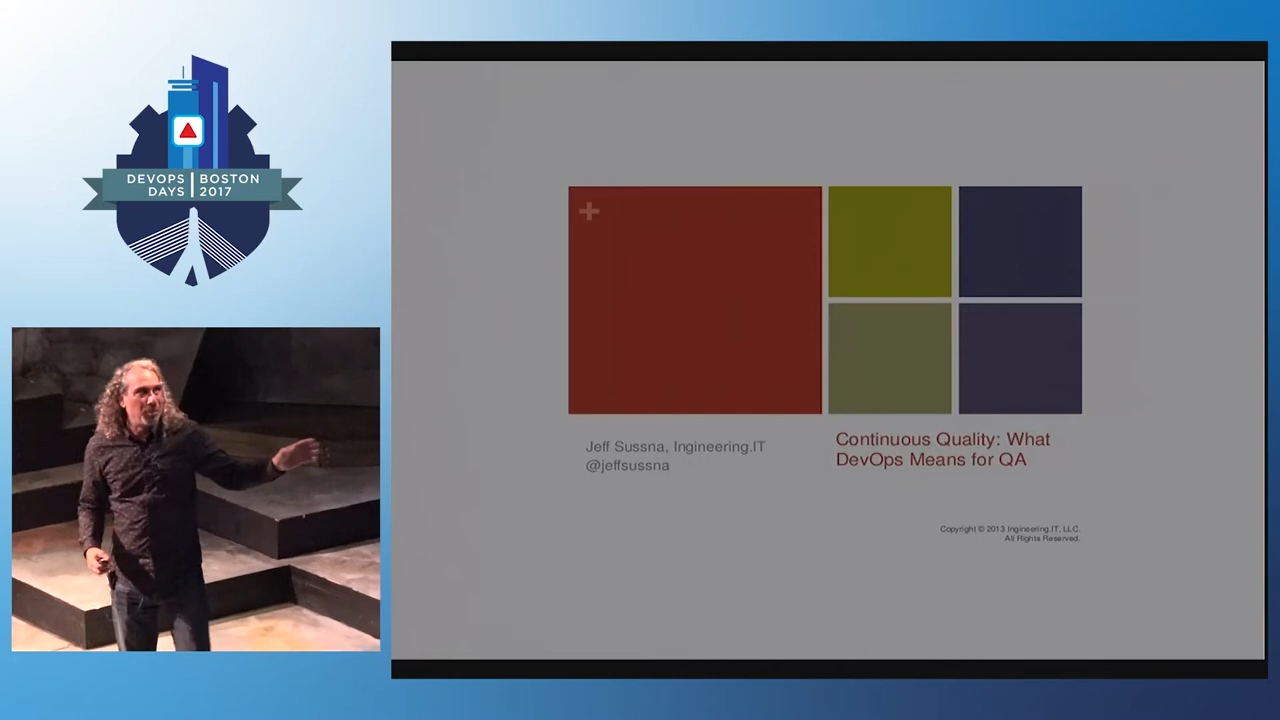 DEVOPS BOSTON
DAYS 2017
+
Jeff Sussna, Ingineering.IT
@jeffsussna
Continuous Quality: What
DevOps Means for QA
Copyright © 2013 Ingineering.IT, LLC.
All Rights Reserved.